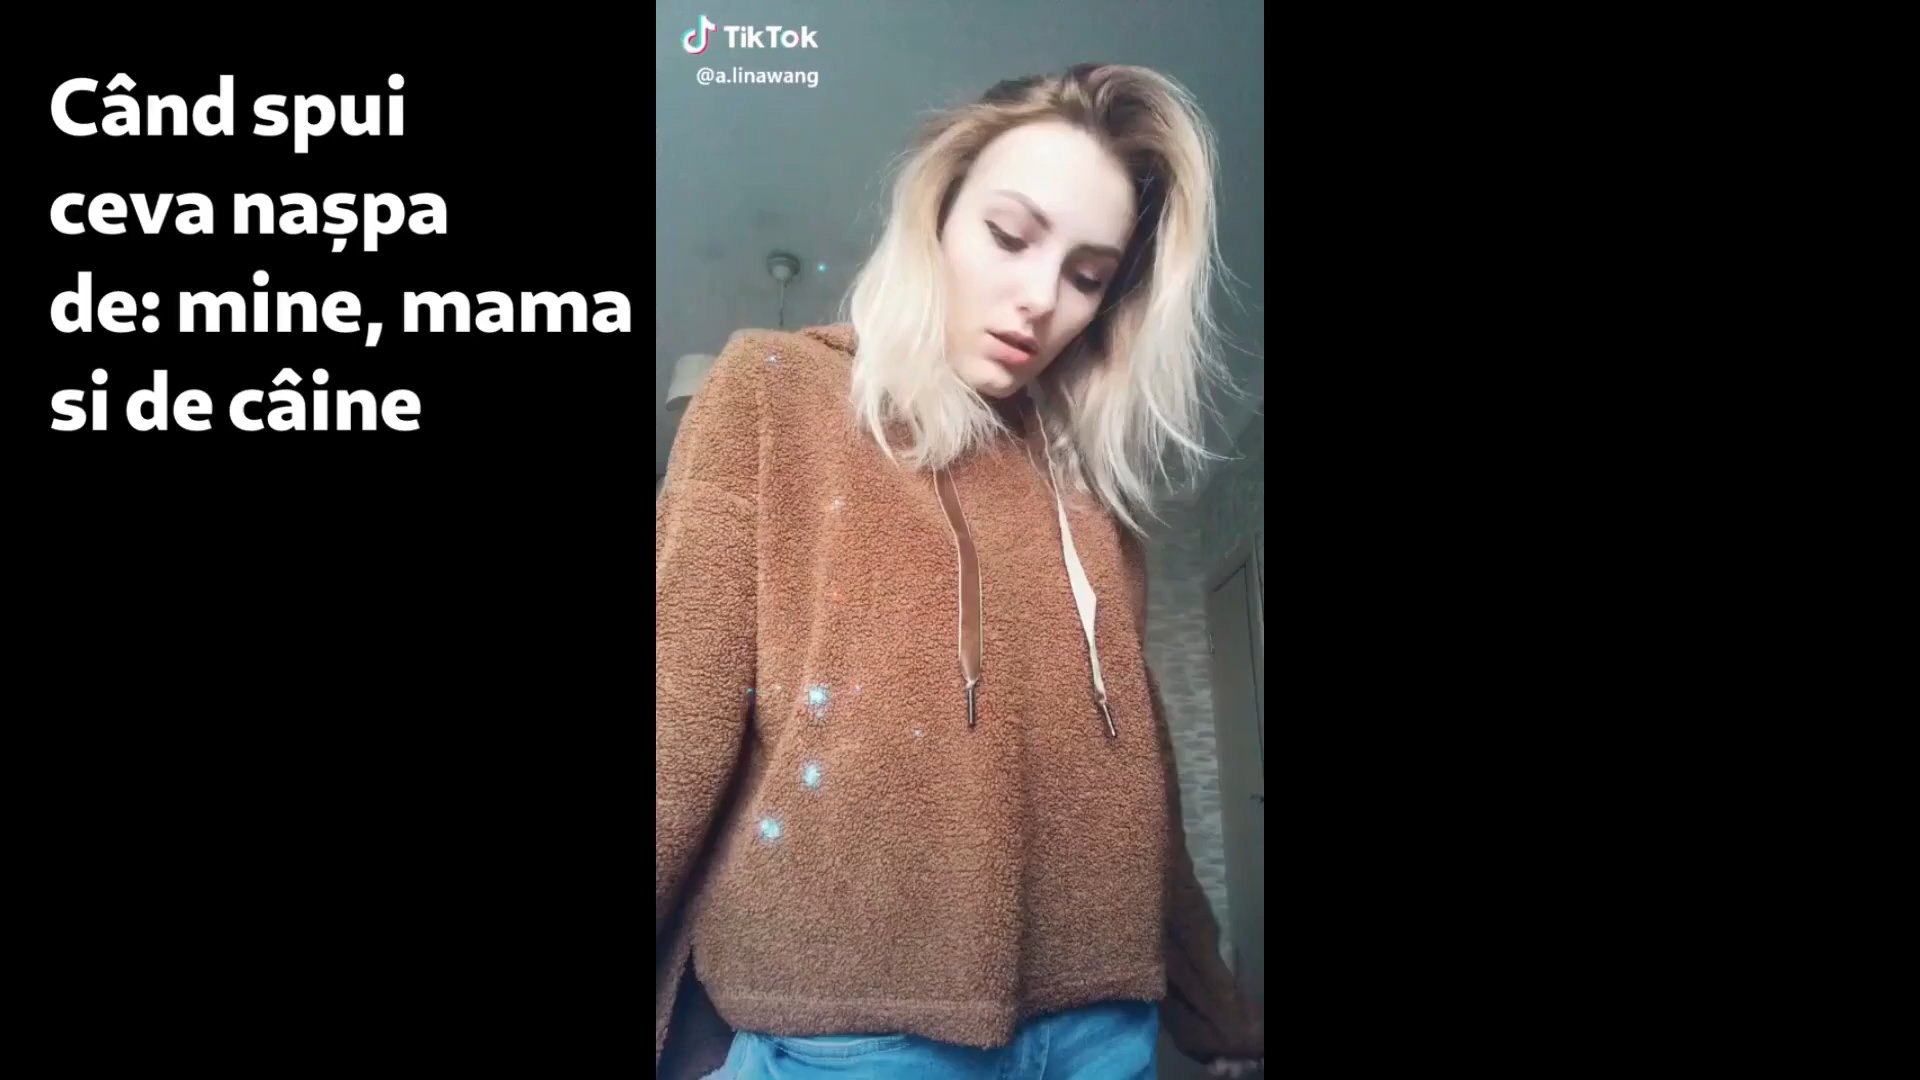 Când spui
ceva nașpa
de: mine, mama
si de câine
TikTok
@a.linawang